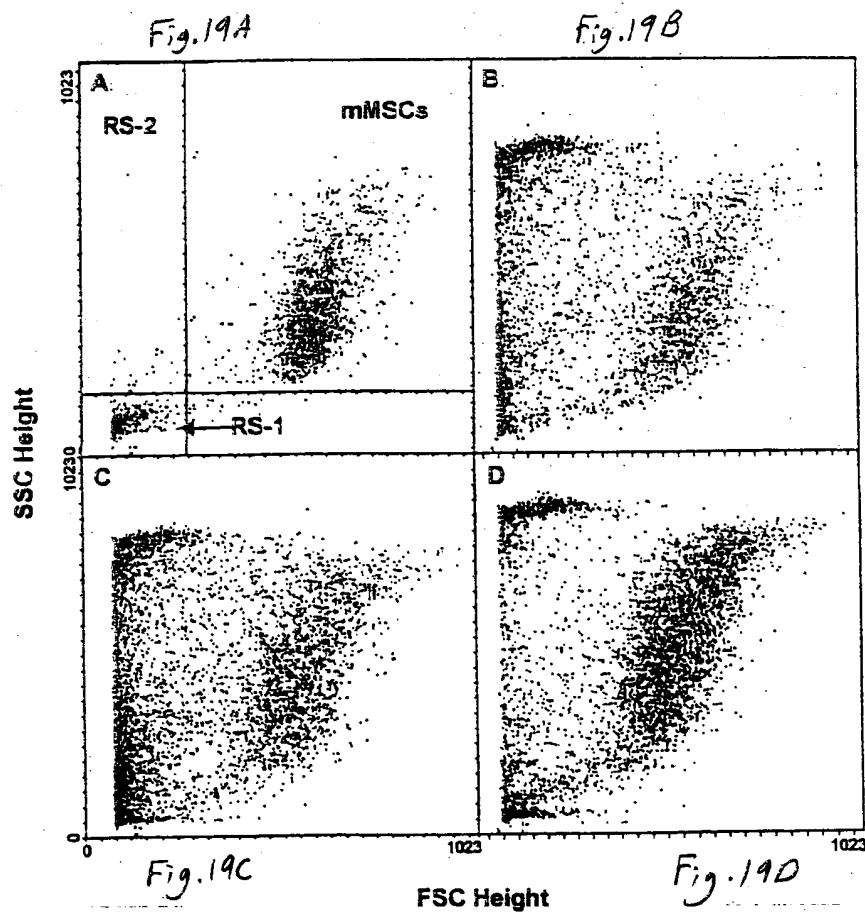 Fig.19A
Fig.19B
1023
A
RS-2
mMSCs
B
RS-1
SSC Height
10230
C
D
0
0
1023
1023
Fig.19C
Fig.19D
FSC Height